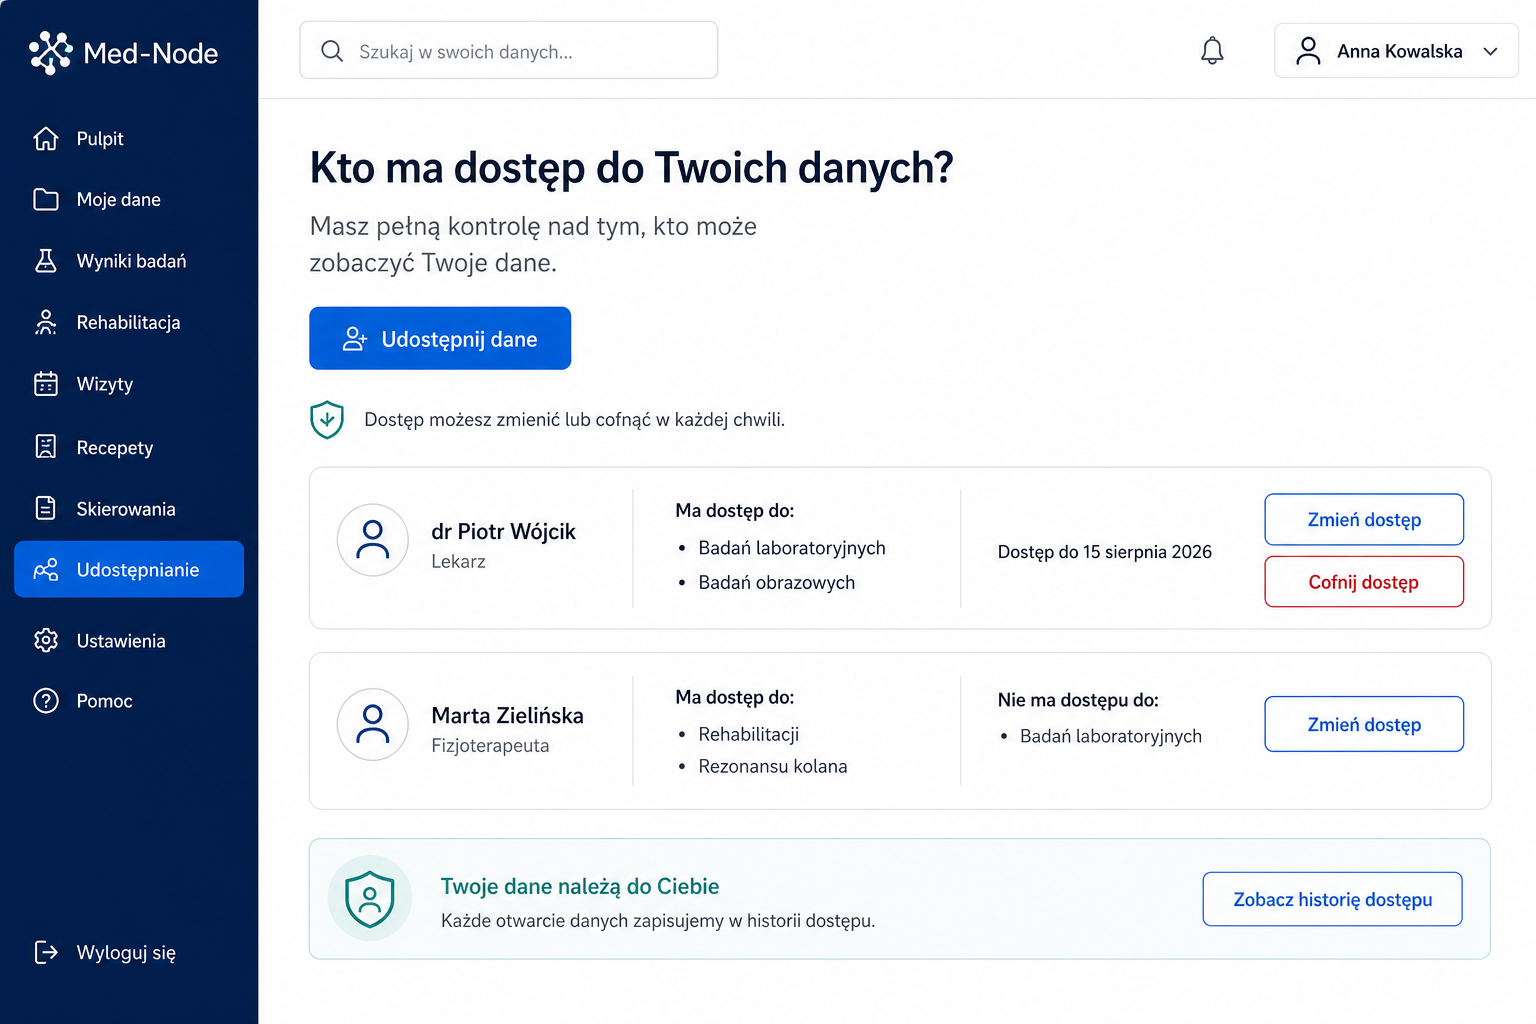 Med-Node
Pulpit
Moje dane
Wyniki badań
Rehabilitacja
Wizyty
Recepety
Skierowania
Udostępnianie
Ustawienia
Pomoc
Wyloguj się
Szukaj w swoich danych...
Anna Kowalska
Kto ma dostęp do Twoich danych?
Masz pełną kontrolę nad tym, kto może
zobaczyć Twoje dane.
Udostępnij dane
Dostęp możesz zmienić lub cofnąć w każdej chwili.
dr Piotr Wójcik
Lekarz
Ma dostęp do:
• Badań laboratoryjnych
• Badań obrazowych
Dostęp do 15 sierpnia 2026
Zmień dostęp
Cofnij dostęp
Marta Zielińska
Fizjoterapeuta
Ma dostęp do:
• Rehabilitacji
• Rezonansu kolana
Nie ma dostępu do:
• Badań laboratoryjnych
Zmień dostęp
Twoje dane należą do Ciebie
Każde otwarcie danych zapisujemy w historii dostępu.
Zobacz historię dostępu